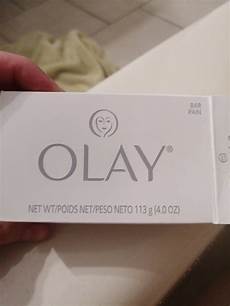 BAR
PAIN
OLAY®
NET WT/POIDS NET/PESO NETO 113 g (4.0 OZ)